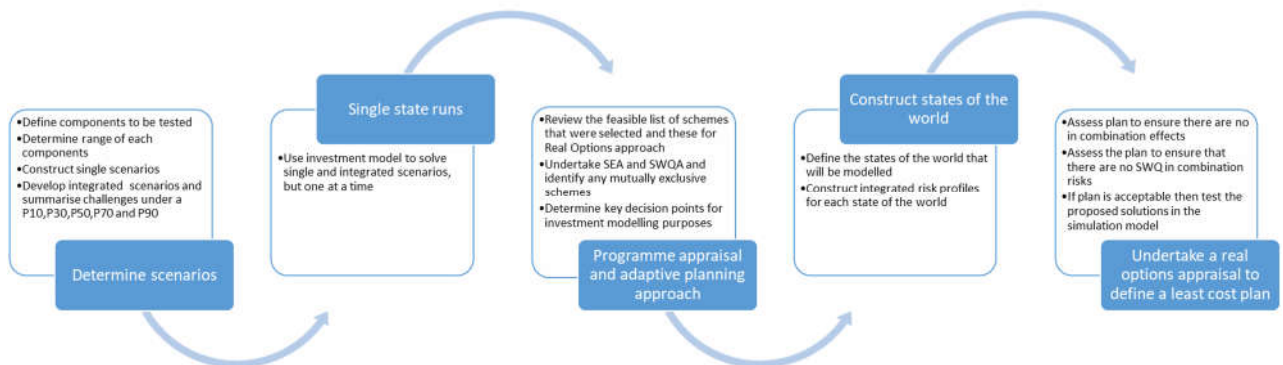 •Define components to be tested
•Determine range of each
components
•Construct single scenarios
•Develop integrated scenarios and
summarise challenges under a
P10,P30,P50,P70 and P90
Determine scenarios
Single state runs
•Use investment model to solve
single and integrated scenarios,
but one at a time
•Review the feasible list of schemes
that were selected and these for
Real Options approach
•Undertake SEA and SWQA and
identify any mutually exclusive
schemes
•Determine key decision points for
investment modelling purposes
Programme appraisal
and adaptive planning
approach
Construct states of the
world
•Define the states of the world that
will be modelled
•Construct integrated risk profiles
for each state of the world
•Assess plan to ensure there are no
in combination effects
•Assess the plan to ensure that
there are no SWQ in combination
risks
•If plan is acceptable then test the
proposed solutions in the
simulation model
Undertake a real
options appraisal to
define a least cost plan